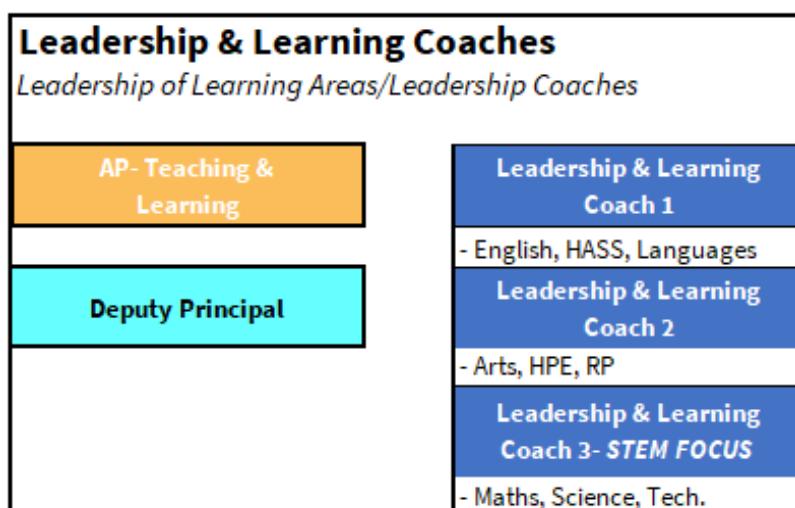 Leadership & Learning Coaches
Leadership of Learning Areas/Leadership Coaches
AP- Teaching &
Learning
Deputy Principal
Leadership & Learning
Coach 1
- English, HASS, Languages
Leadership & Learning
Coach 2
- Arts, HPE, RP
Leadership & Learning
Coach 3- STEM FOCUS
- Maths, Science, Tech.